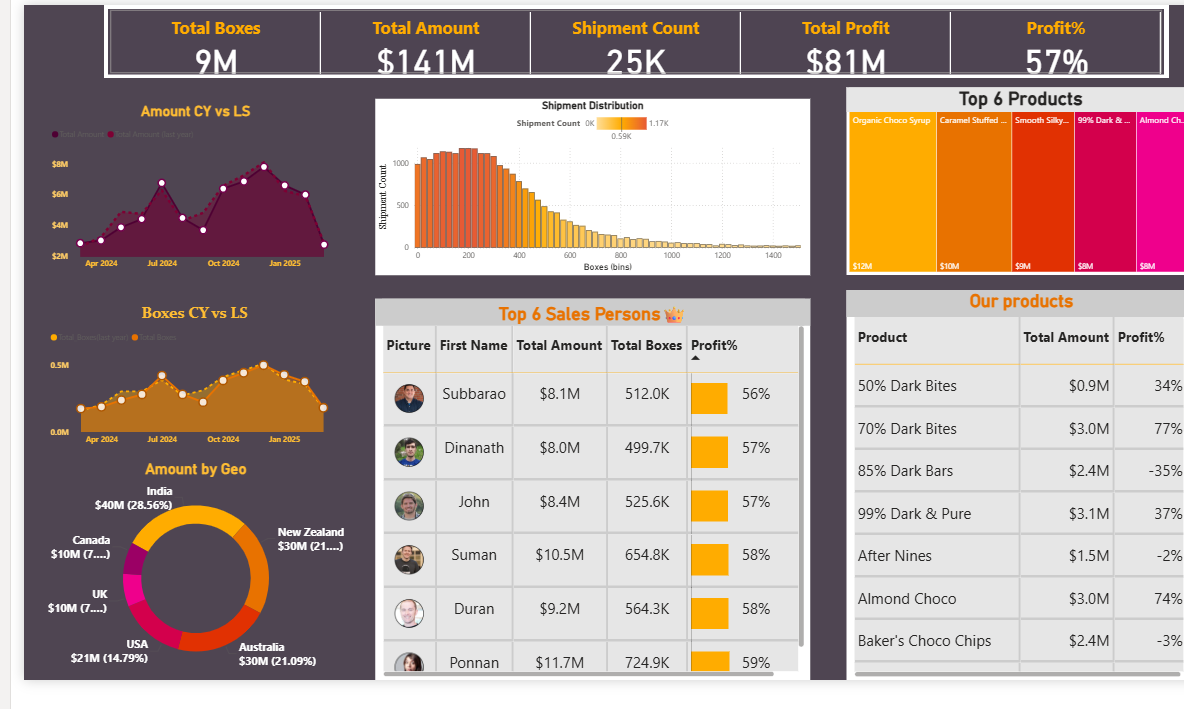 Total Boxes
9M
Total Amount
$141M
Shipment Count
25K
Total Profit
$81M
Profit%
57%
Amount CY vs LS
Total Amount Total Amount (last year)
$8M
$6M
$4M
$2M
Apr 2024 Jul 2024 Oct 2024 Jan 2025
Boxes CY vs LS
Total Boxes
0.5M
0.0M
Apr 2024 Jul 2024 Oct 2024 Jan 2025
Amount by Geo
India
$40M (28.56%)
New Zealand
$30M (21....)
Australia
$30M (21.09%)
USA
$21M (14.79%)
UK
$10M (7....)
Canada
$10M (7....)
Shipment Distribution
Shipment Count 0K 1.17K
0.59K
Shipment Count
1000
500
0
0 200 400 600 800 1000 1200 1400
Boxes (bins)
Top 6 Sales Persons
Picture First Name Total Amount Total Boxes Profit%
Subbarao $8.1M 512.0K 56%
Dinanath $8.0M 499.7K 57%
John $8.4M 525.6K 57%
Suman $10.5M 654.8K 58%
Duran $9.2M 564.3K 58%
Ponnan $11.7M 724.9K 59%
Top 6 Products
Organic Choco Syrup Caramel Stuffed ... Smooth Silky... 99% Dark & ... Almond Ch...
$12M $10M $9M $8M $8M
Our products
Product Total Amount Profit%
50% Dark Bites $0.9M 34%
70% Dark Bites $3.0M 77%
85% Dark Bars $2.4M -35%
99% Dark & Pure $3.1M 37%
After Nines $1.5M -2%
Almond Choco $3.0M 74%
Baker's Choco Chips $2.4M -3%